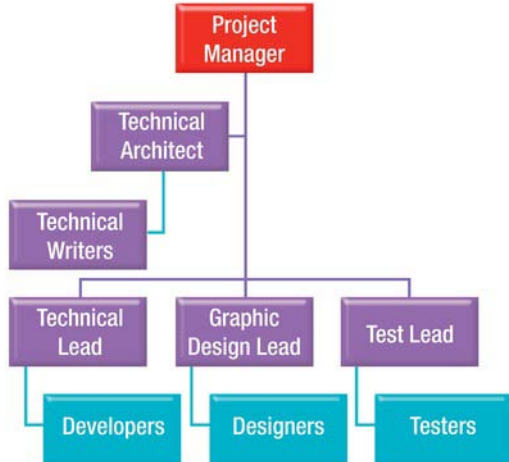 Project
Manager
Technical
Architect
Technical
Writers
Technical
Lead
Graphic
Design Lead
Test Lead
Developers
Designers
Testers